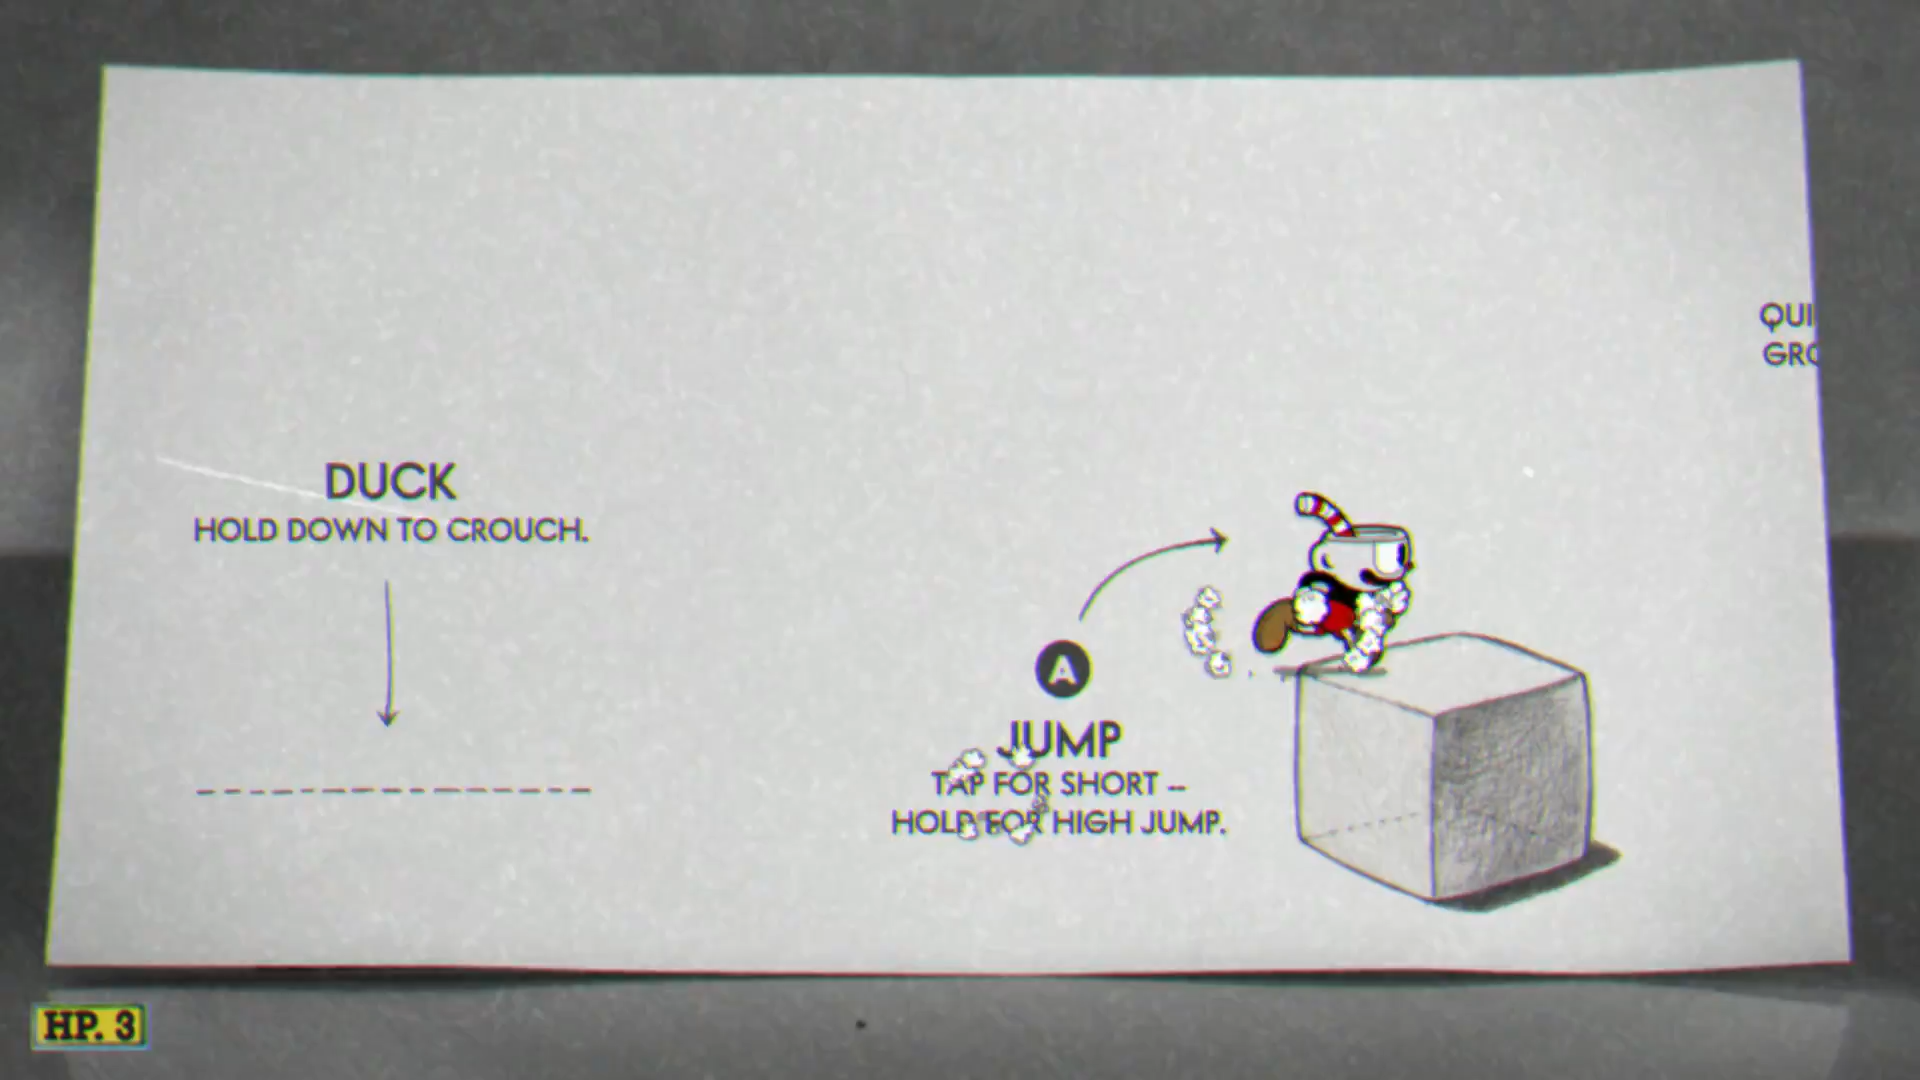 DUCK
HOLD DOWN TO CROUCH.
A
JUMP
TAP FOR SHORT --
HOLD FOR HIGH JUMP.
HP. 3